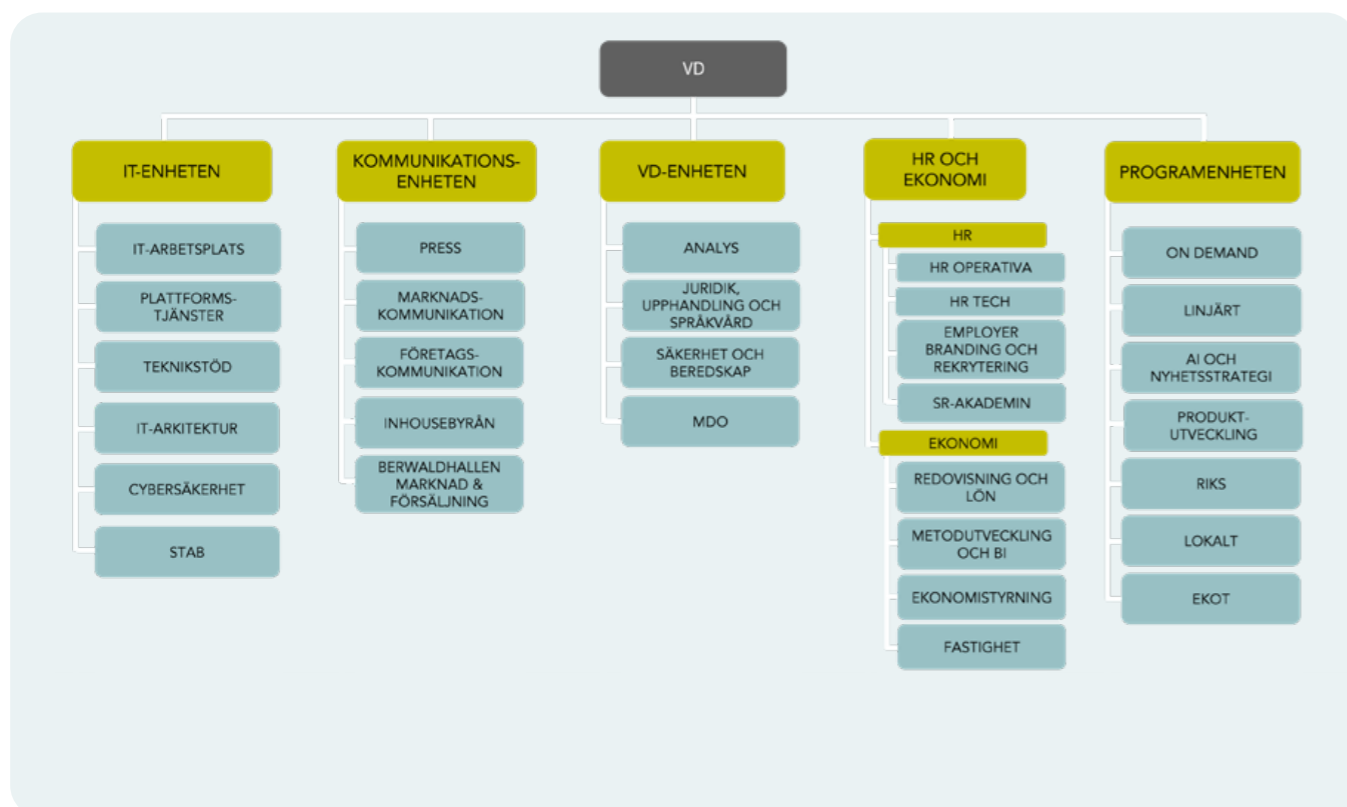 VD
IT-ENHETEN
IT-ARBETSPLATS
PLATTFORMS-
TJÄNSTER
TEKNIKSTÖD
IT-ARKITEKTUR
CYBERSÄKERHET
STAB
KOMMUNIKATIONS-
ENHETEN
PRESS
MARKNADS-
KOMMUNIKATION
FÖRETAGS-
KOMMUNIKATION
INHOUSEBYRÅN
BERWALDHALLEN
MARKNAD &
FÖRSÄLJNING
VD-ENHETEN
ANALYS
JURIDIK,
UPPHANDLING OCH
SPRÅKVÅRD
SÄKERHET OCH
BEREDSKAP
MDO
HR OCH
EKONOMI
HR
HR OPERATIVA
HR TECH
EMPLOYER
BRANDING OCH
REKRYTERING
SR-AKADEMIN
EKONOMI
REDOVISNING OCH
LÖN
METODUTVECKLING
OCH BI
EKONOMISTYRNING
FASTIGHET
PROGRAMENHETEN
ON DEMAND
LINJÄRT
AI OCH
NYHETSSTRATEGI
PRODUKT-
UTVECKLING
RIKS
LOKALT
EKOT